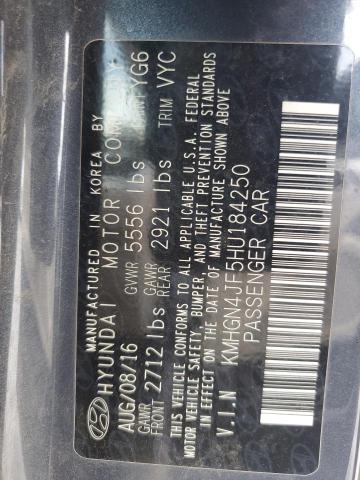 MANUFACTURED IN KOREA BY
HYUNDAI MOTOR COMPANY
AUG/08/16 GVWR 5556 lbs PAINT YG6
GAWR FRONT 2712 lbs GAWR REAR 2921 lbs TRIM VYC
THIS VEHICLE CONFORMS TO ALL APPLICABLE U.S.A. FEDERAL
MOTOR VEHICLE SAFETY, BUMPER, AND THEFT PREVENTION STANDARDS
IN EFFECT ON THE DATE OF MANUFACTURE SHOWN ABOVE
V.I.N KMHGN4JF5HU184250
PASSENGER CAR